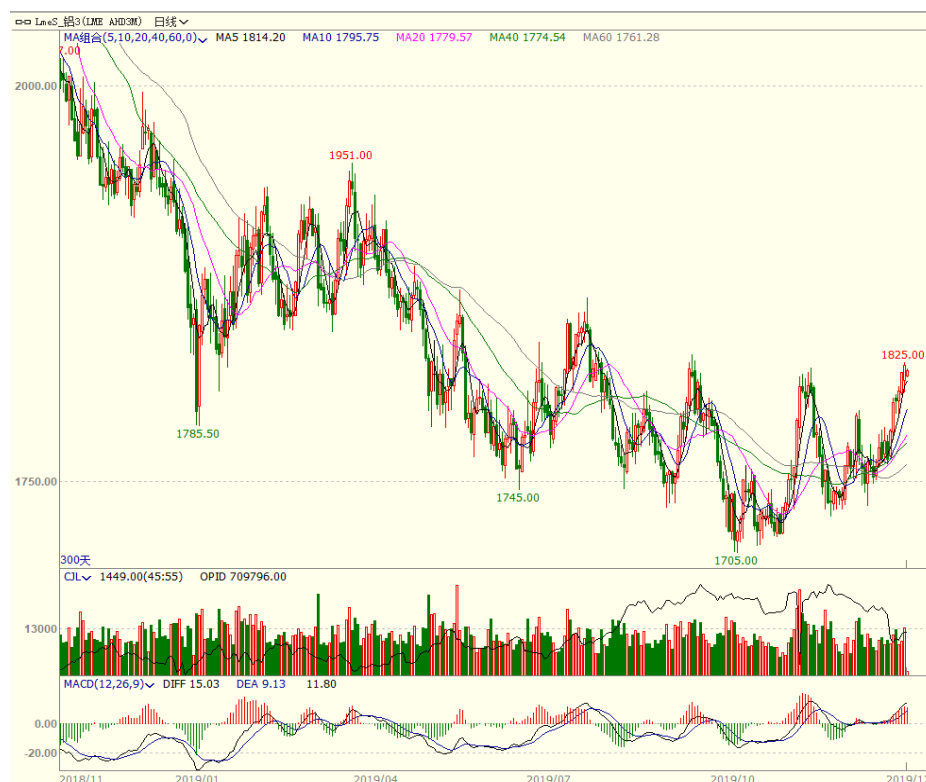 LmeS_铝3(LME AHD3M) 日线
MA组合(5,10,20,40,60,0) MA5 1814.20 MA10 1795.75 MA20 1779.57 MA40 1774.54 MA60 1761.28
7.00
2000.00
1951.00
1825.00
1785.50
1750.00
1745.00
1705.00
300天
CJL 1449.00(45:55) OPID 709796.00
13000
MACD(12,26,9) DIFF 15.03 DEA 9.13 11.80
0.00
-20.00
2018/11 2019/01 2019/04 2019/07 2019/10